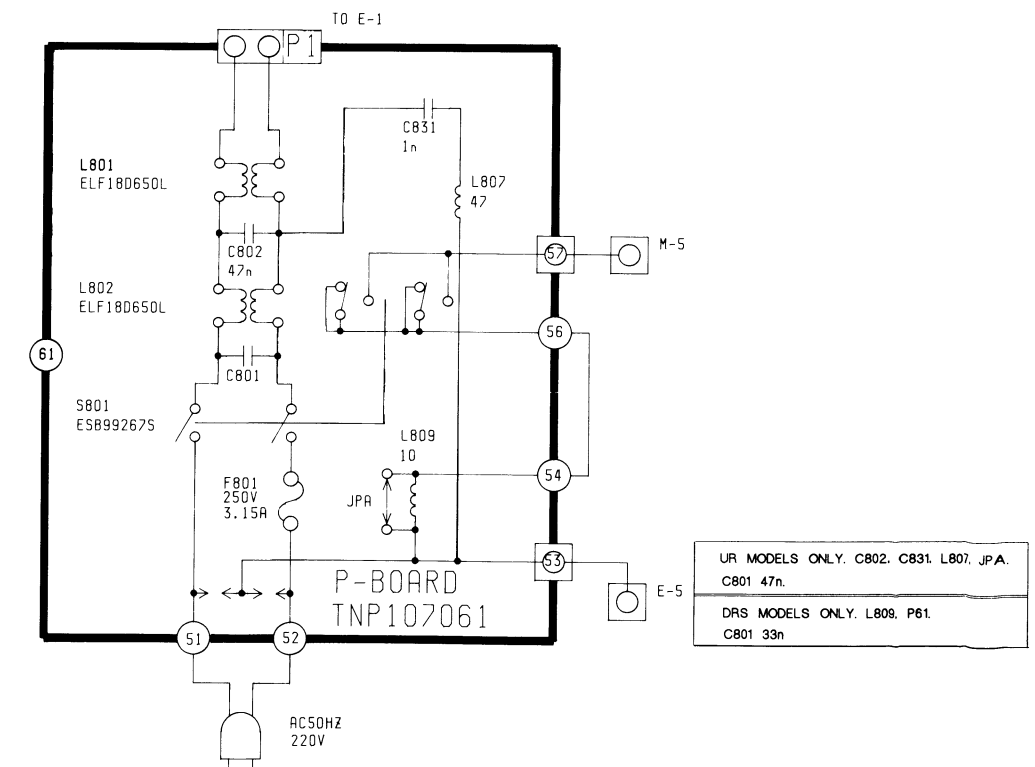 TO E-1
P1
C831
1n
L801
ELF18D650L
L807
47
C802
47n
57
M-5
L802
ELF18D650L
56
61
C801
S801
ESB99267S
L809
10
F801
250V
3.15A
JPA
54
53
P-BOARD
TNP107061
E-5
51
52
AC50HZ
220V
UR MODELS ONLY. C802. C831. L807. JPA.
C801 47n.
DRS MODELS ONLY. L809. P61.
C801 33n